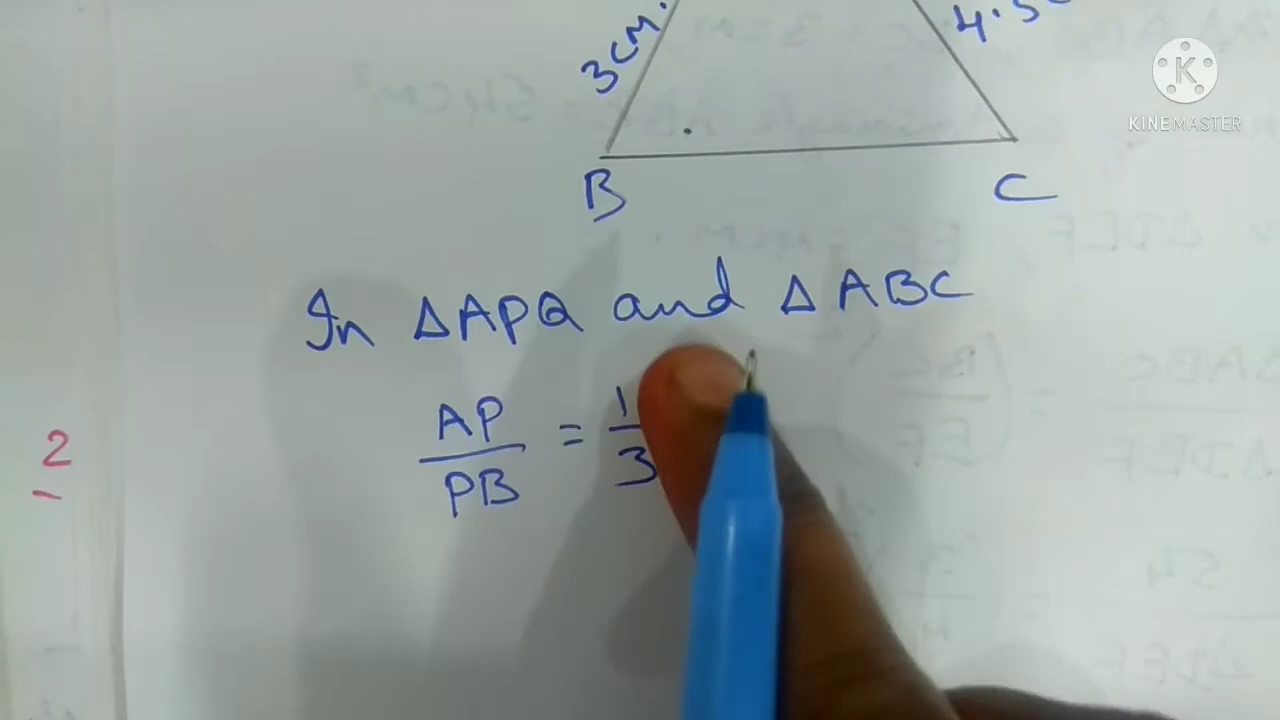 3cm.
4.5
B
C
In ΔAPQ and ΔABC
AP/PB = 1/3
2
K
KINEMASTER